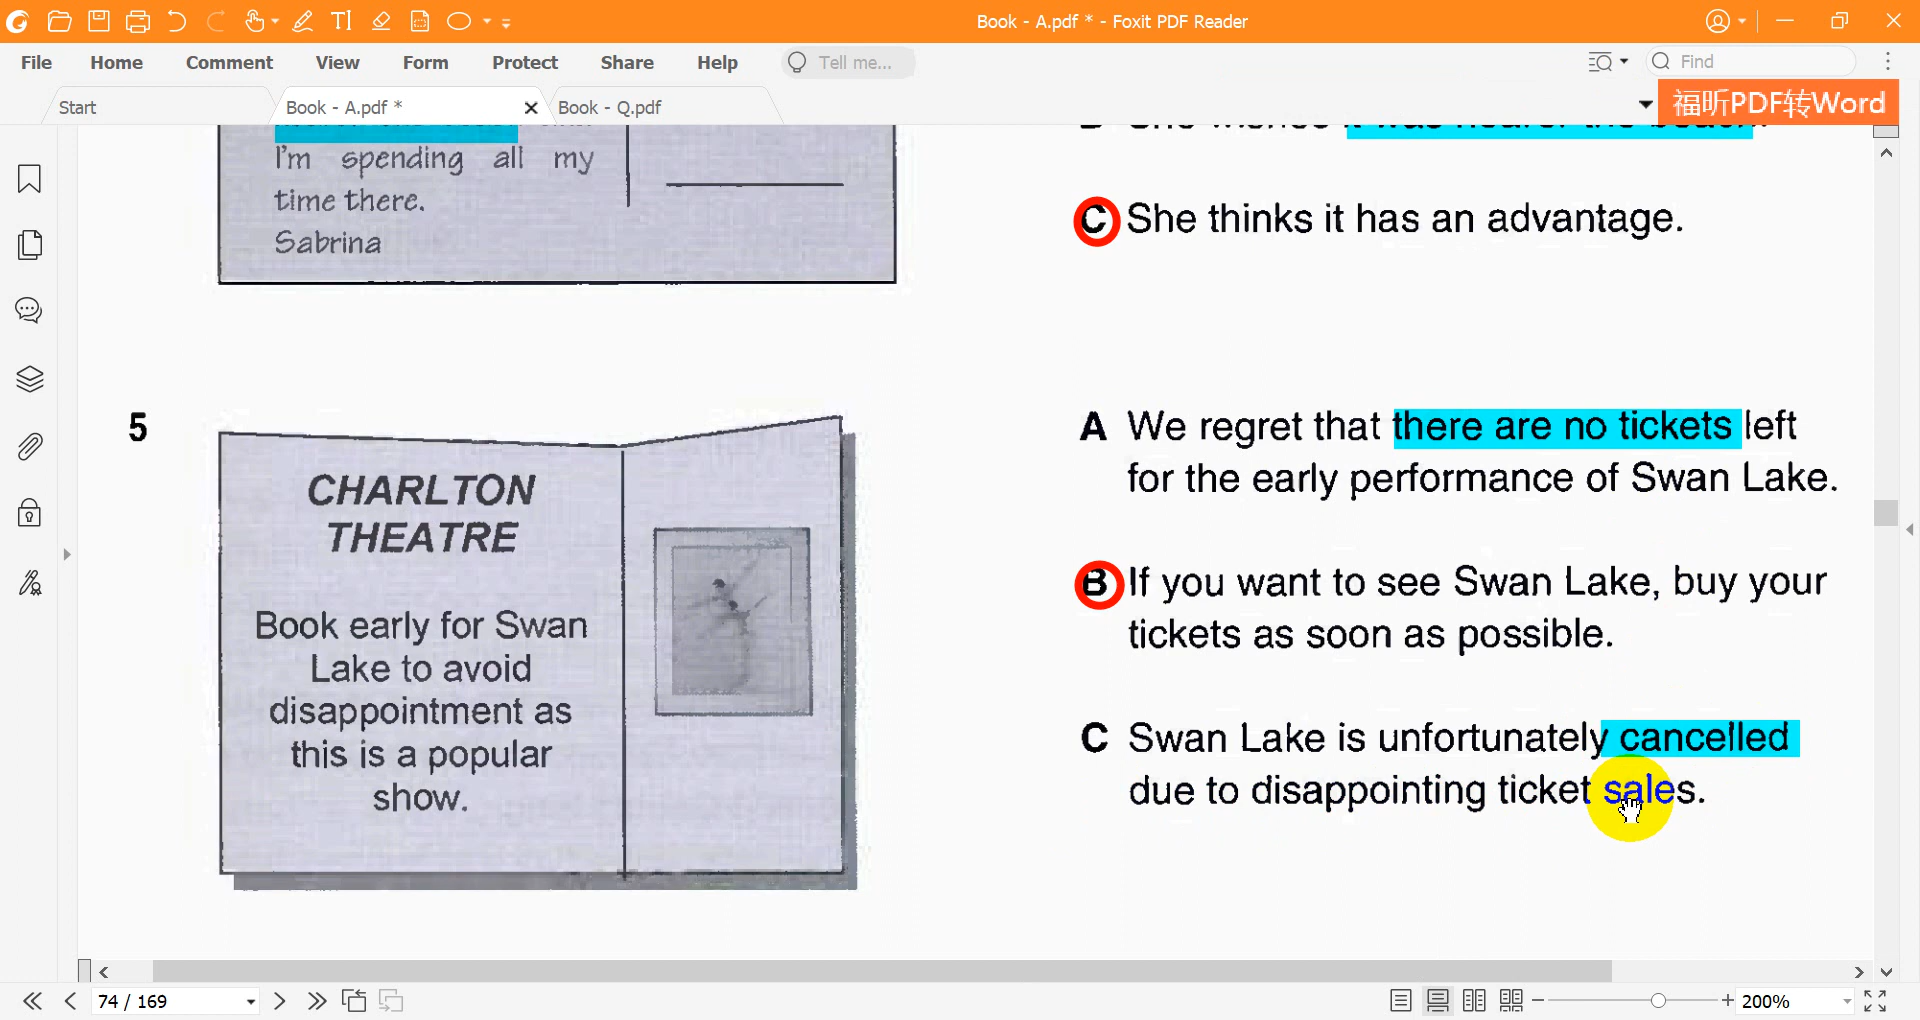 Book - A.pdf * - Foxit PDF Reader
File Home Comment View Form Protect Share Help Tell me... Find
Start Book - A.pdf * Book - Q.pdf 福昕PDF转Word
I'm spending all my
time there.
Sabrina
C She thinks it has an advantage.
5
CHARLTON
THEATRE
Book early for Swan
Lake to avoid
disappointment as
this is a popular
show.
A We regret that there are no tickets left
for the early performance of Swan Lake.
B If you want to see Swan Lake, buy your
tickets as soon as possible.
C Swan Lake is unfortunately cancelled
due to disappointing ticket sales.
74 / 169 200%